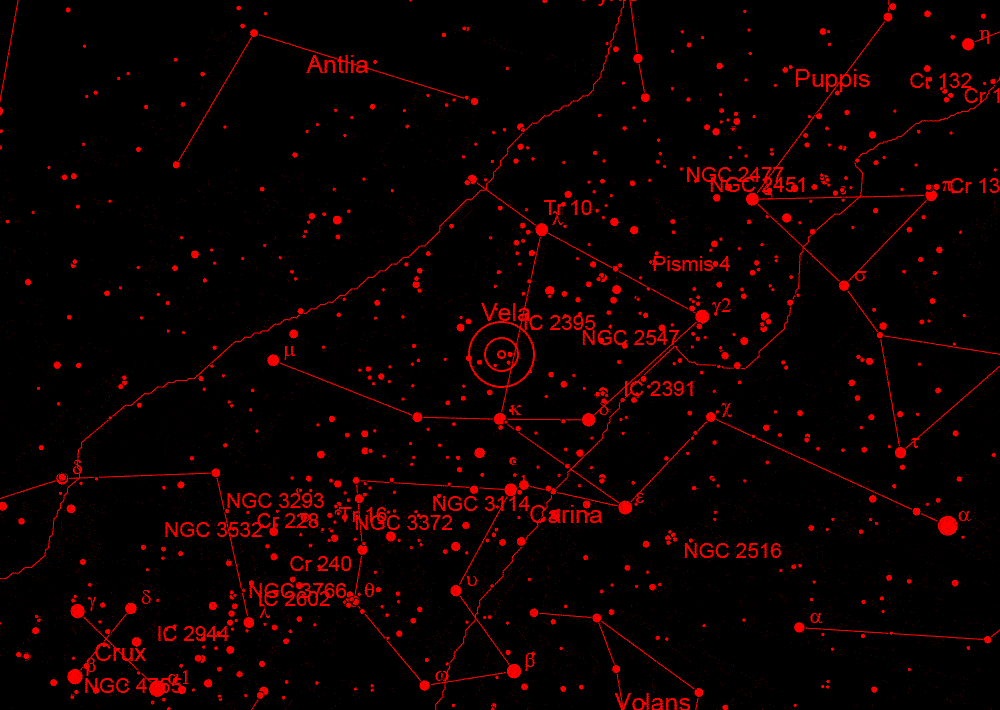 η
Antlia
Puppis
Cr 132
NGC 2477
NGC 2451
π
Tr 10
λ
Pismis 4
σ
γ2
Vela
IC 2395
NGC 2547
μ
IC 2391
κ
δ
χ
τ
δ
ε
NGC 3293
NGC 3114
Carina
α
Cr 228
Tr 16
NGC 3372
NGC 3532
NGC 2516
Cr 240
NGC 3766
θ
υ
IC 2602
γ
δ
λ
α
IC 2944
Crux
β
β
α1
ω
NGC 4755
Volans